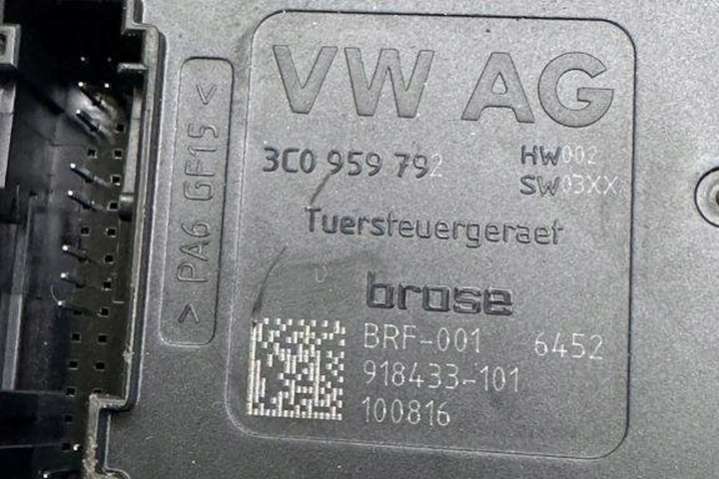 > PA6 GF15 <
VW AG
3C0 959 792 HW002
SW03XX
Tuersteuergeraet
brose
BRF-001 6452
918433-101
100816